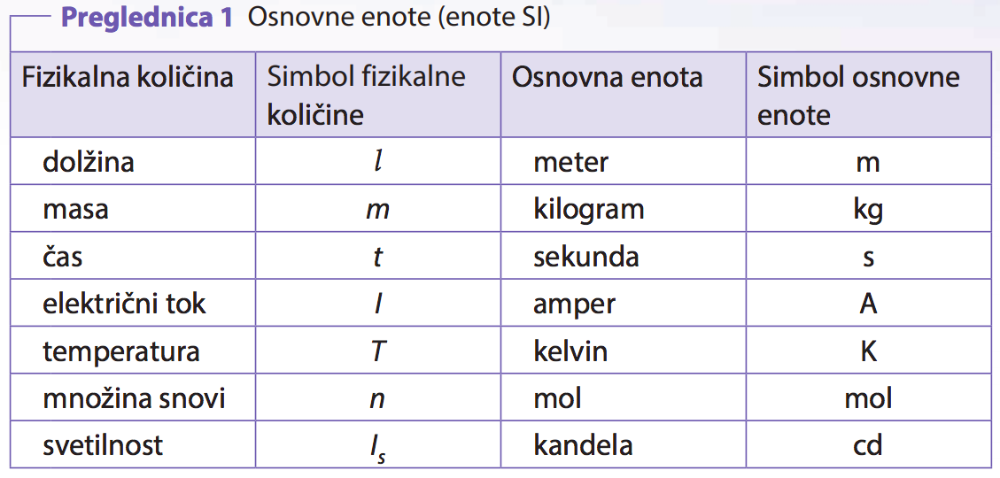 Preglednica 1 Osnovne enote (enote SI)
Fizikalna količina Simbol fizikalne količine Osnovna enota Simbol osnovne enote
dolžina l meter m
masa m kilogram kg
čas t sekunda s
električni tok I amper A
temperatura T kelvin K
množina snovi n mol mol
svetilnost Is kandela cd